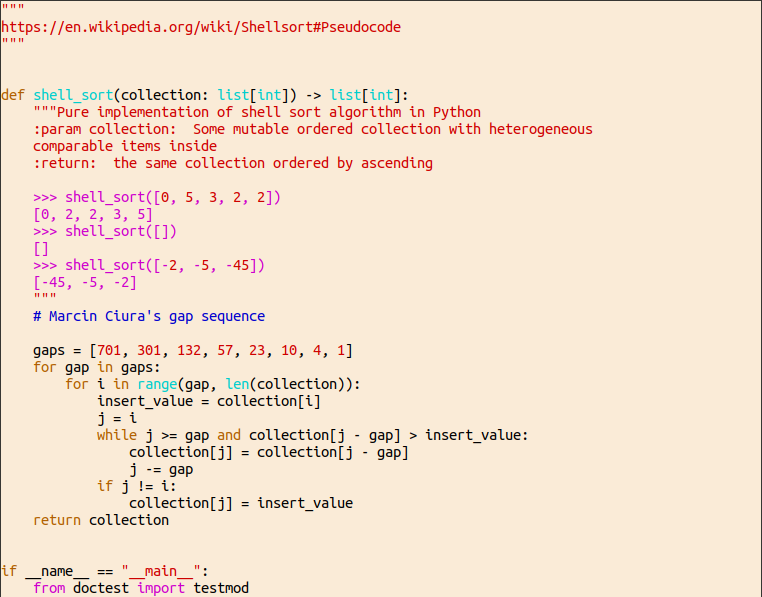 """
https://en.wikipedia.org/wiki/Shellsort#Pseudocode
"""


def shell_sort(collection: list[int]) -> list[int]:
    """Pure implementation of shell sort algorithm in Python
    :param collection:  Some mutable ordered collection with heterogeneous
    comparable items inside
    :return:  the same collection ordered by ascending

    >>> shell_sort([0, 5, 3, 2, 2])
    [0, 2, 2, 3, 5]
    >>> shell_sort([])
    []
    >>> shell_sort([-2, -5, -45])
    [-45, -5, -2]
    """
    # Marcin Ciura's gap sequence

    gaps = [701, 301, 132, 57, 23, 10, 4, 1]
    for gap in gaps:
        for i in range(gap, len(collection)):
            insert_value = collection[i]
            j = i
            while j >= gap and collection[j - gap] > insert_value:
                collection[j] = collection[j - gap]
                j -= gap
            if j != i:
                collection[j] = insert_value
    return collection


if __name__ == "__main__":
    from doctest import testmod